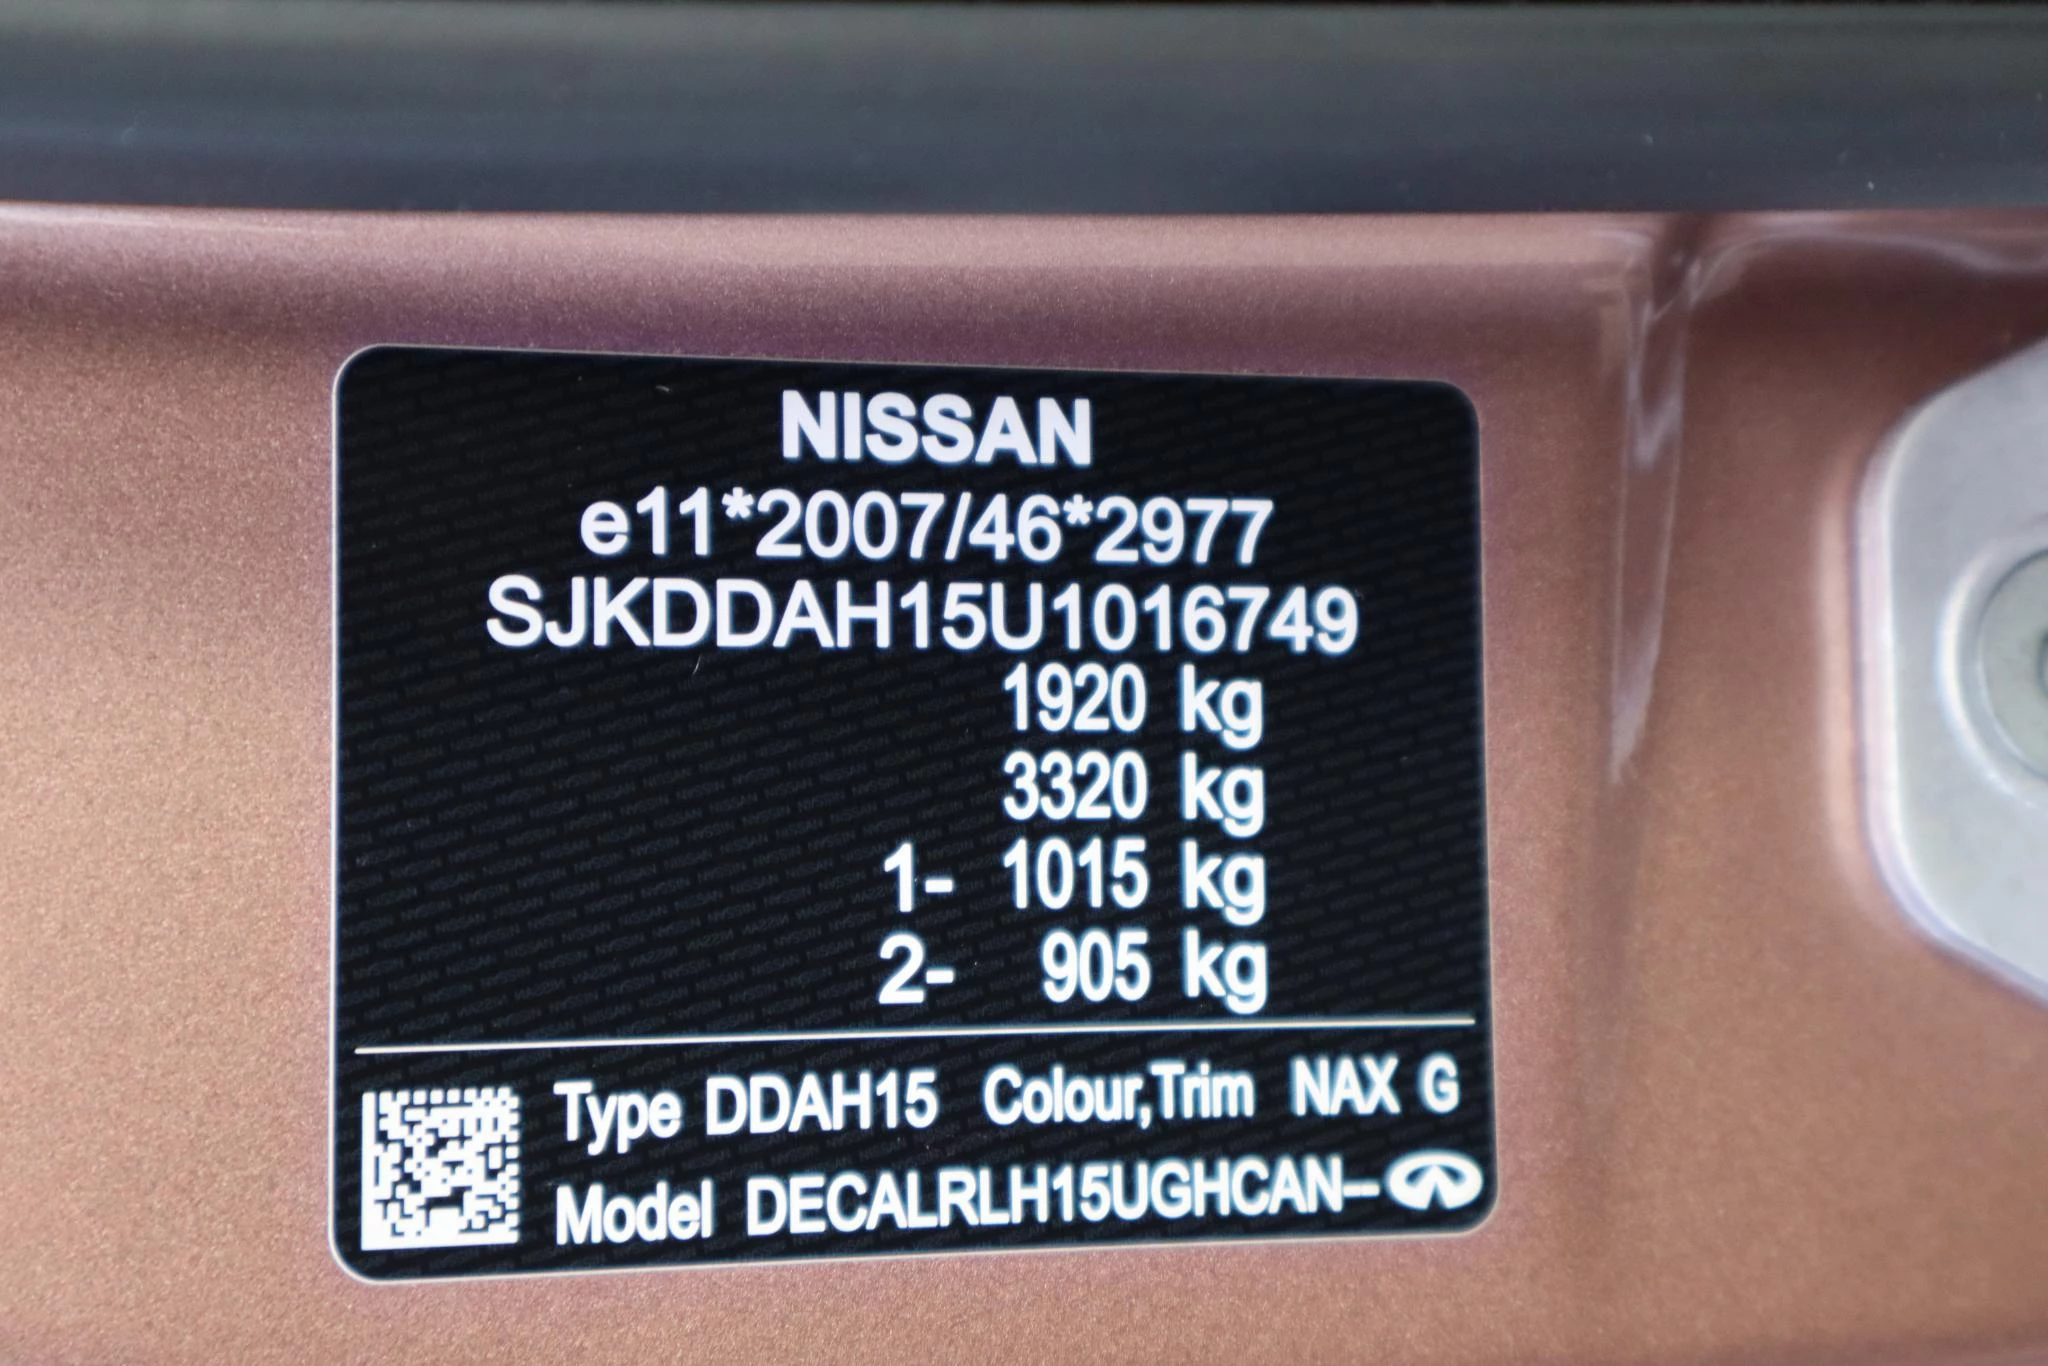 NISSAN
e11*2007/46*2977
SJKDDAH15U1016749
1920 kg
3320 kg
1- 1015 kg
2- 905 kg
Type DDAH15 Colour,Trim NAX G
Model DECALRLH15UGHCAN--